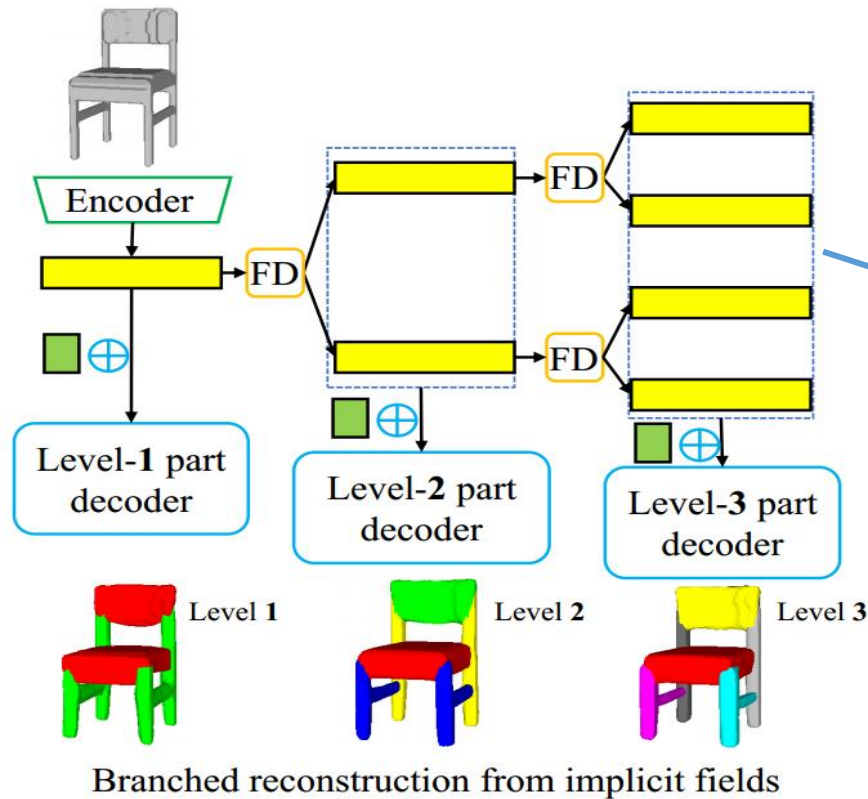 Encoder
FD
FD
FD
Level-1 part
decoder
Level-2 part
decoder
Level-3 part
decoder
Level 1
Level 2
Level 3
Branched reconstruction from implicit fields